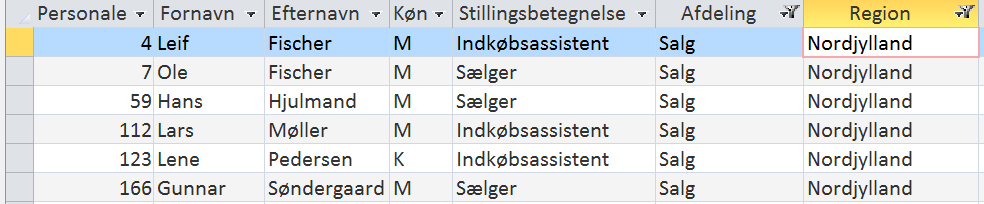 Personale Fornavn Efternavn Køn Stillingsbetegnelse Afdeling Region
4 Leif Fischer M Indkøbsassistent Salg Nordjylland
7 Ole Fischer M Sælger Salg Nordjylland
59 Hans Hjulmand M Sælger Salg Nordjylland
112 Lars Møller M Indkøbsassistent Salg Nordjylland
123 Lene Pedersen K Indkøbsassistent Salg Nordjylland
166 Gunnar Søndergaard M Sælger Salg Nordjylland